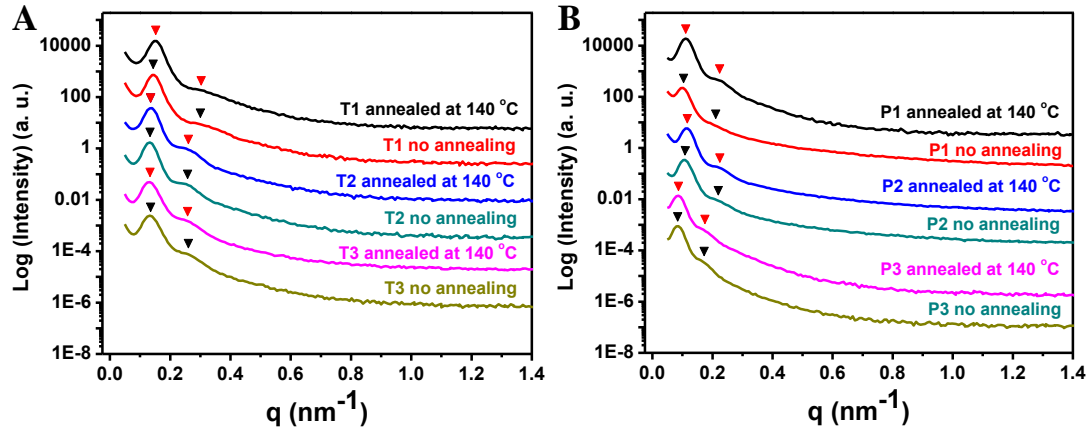 A
B
Log (Intensity) (a. u.)
10000
100
1
0.01
1E-4
1E-6
1E-8
T1 annealed at 140 °C
T1 no annealing
T2 annealed at 140 °C
T2 no annealing
T3 annealed at 140 °C
T3 no annealing
0.0 0.2 0.4 0.6 0.8 1.0 1.2 1.4
q (nm-1)
Log (Intensity) (a. u.)
10000
100
1
0.01
1E-4
1E-6
1E-8
P1 annealed at 140 °C
P1 no annealing
P2 annealed at 140 °C
P2 no annealing
P3 annealed at 140 °C
P3 no annealing
0.0 0.2 0.4 0.6 0.8 1.0 1.2 1.4
q (nm-1)